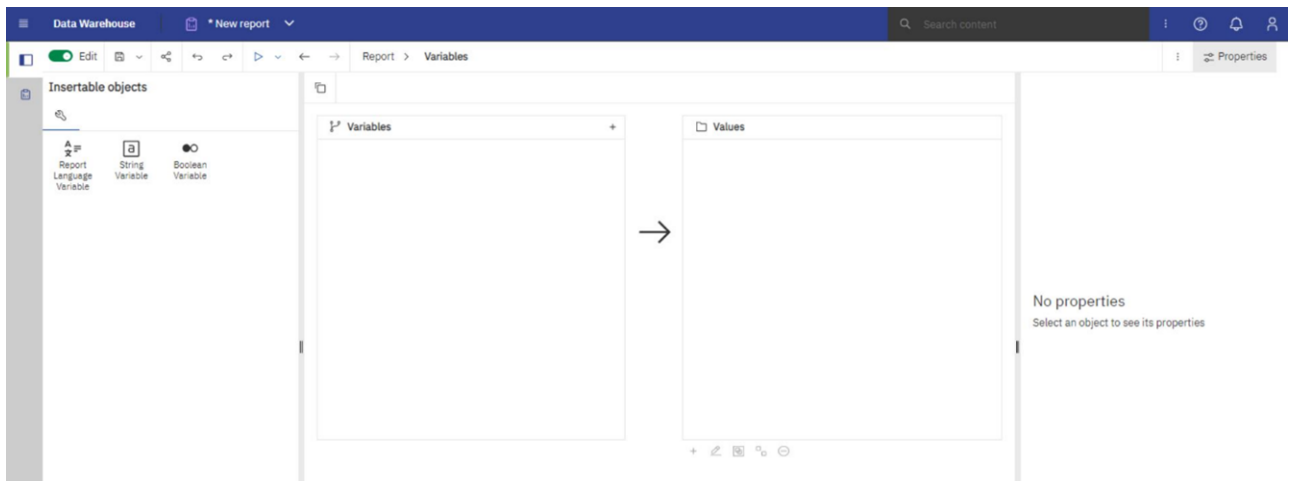 Data Warehouse
* New report
Search content
Edit
Report > Variables
Properties
Insertable objects
Variables
Values
Report
Language
Variable
String
Variable
Boolean
Variable
No properties
Select an object to see its properties